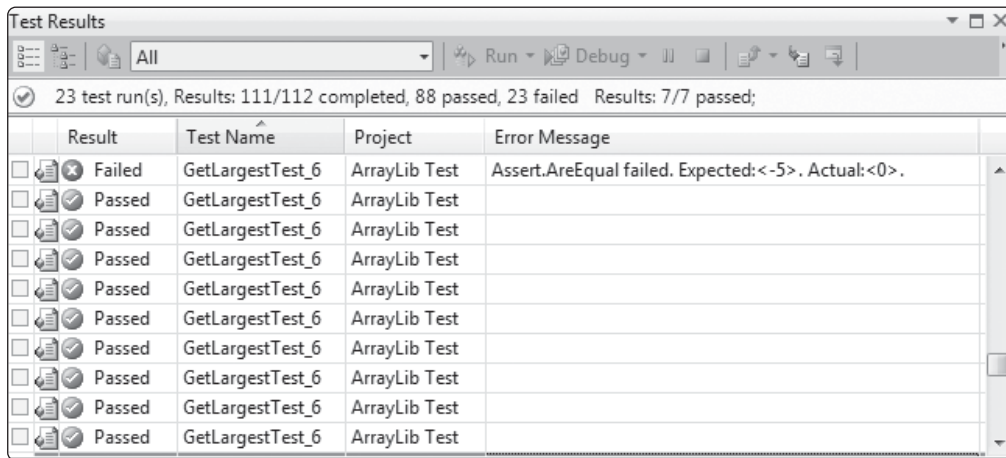 Test Results
All Run Debug
23 test run(s), Results: 111/112 completed, 88 passed, 23 failed Results: 7/7 passed;
Result Test Name Project Error Message
Failed GetLargestTest_6 ArrayLib Test Assert.AreEqual failed. Expected:<-5>. Actual:<0>.
Passed GetLargestTest_6 ArrayLib Test
Passed GetLargestTest_6 ArrayLib Test
Passed GetLargestTest_6 ArrayLib Test
Passed GetLargestTest_6 ArrayLib Test
Passed GetLargestTest_6 ArrayLib Test
Passed GetLargestTest_6 ArrayLib Test
Passed GetLargestTest_6 ArrayLib Test
Passed GetLargestTest_6 ArrayLib Test
Passed GetLargestTest_6 ArrayLib Test